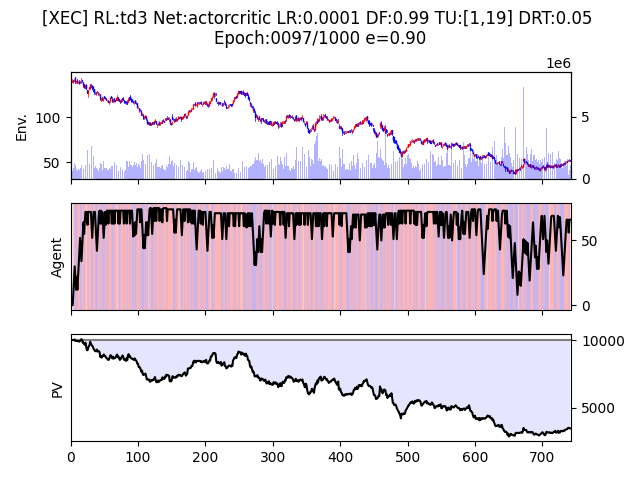 [XEC] RL:td3 Net:actorcritic LR:0.0001 DF:0.99 TU:[1,19] DRT:0.05
Epoch:0097/1000 e=0.90
1e6
Env.
100
50
5
0
Agent
50
0
PV
10000
5000
0 100 200 300 400 500 600 700